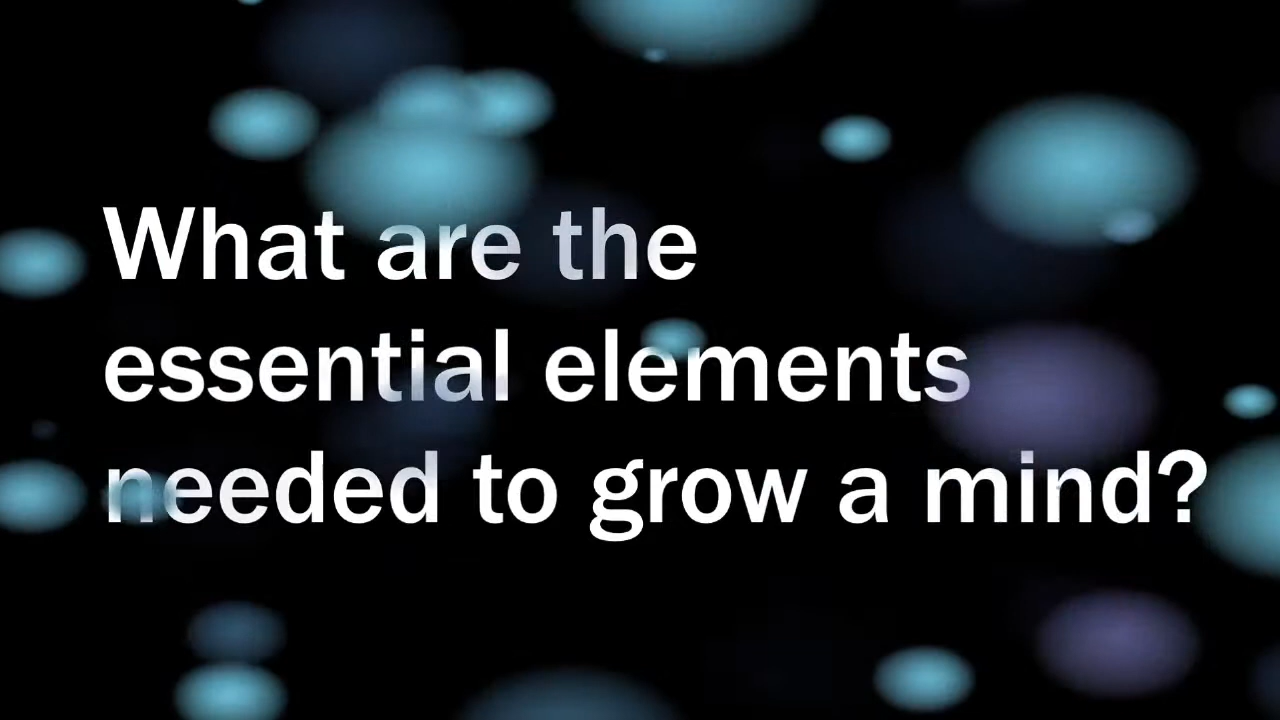 What are the
essential elements
needed to grow a mind?